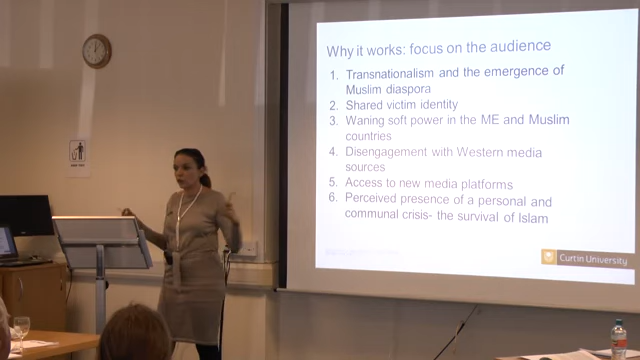 Why it works: focus on the audience
1. Transnationalism and the emergence of
Muslim diaspora
2. Shared victim identity
3. Waning soft power in the ME and Muslim
countries
4. Disengagement with Western media
sources
5. Access to new media platforms
6. Perceived presence of a personal and
communal crisis- the survival of Islam
Curtin University